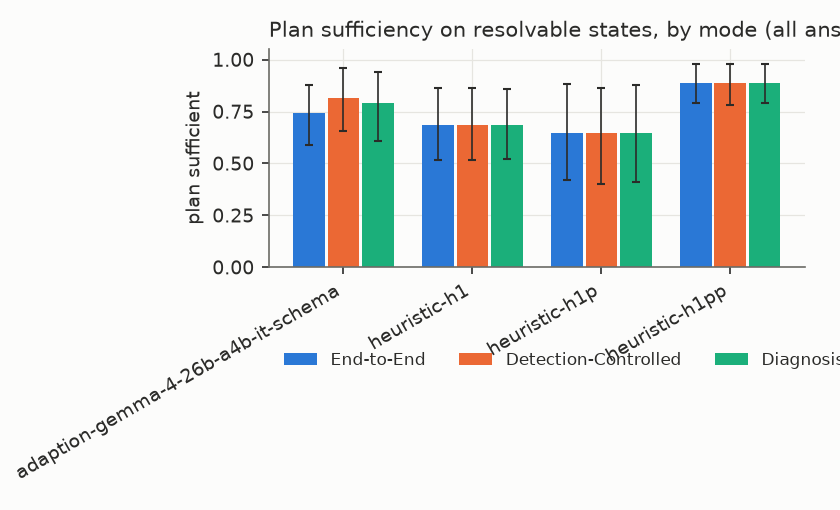 Plan sufficiency on resolvable states, by mode (all ans
plan sufficient
1.00
0.75
0.50
0.25
0.00
adaption-gemma-4-26b-a4b-it-schema
heuristic-h1
heuristic-h1p
heuristic-h1pp
End-to-End
Detection-Controlled
Diagnosis